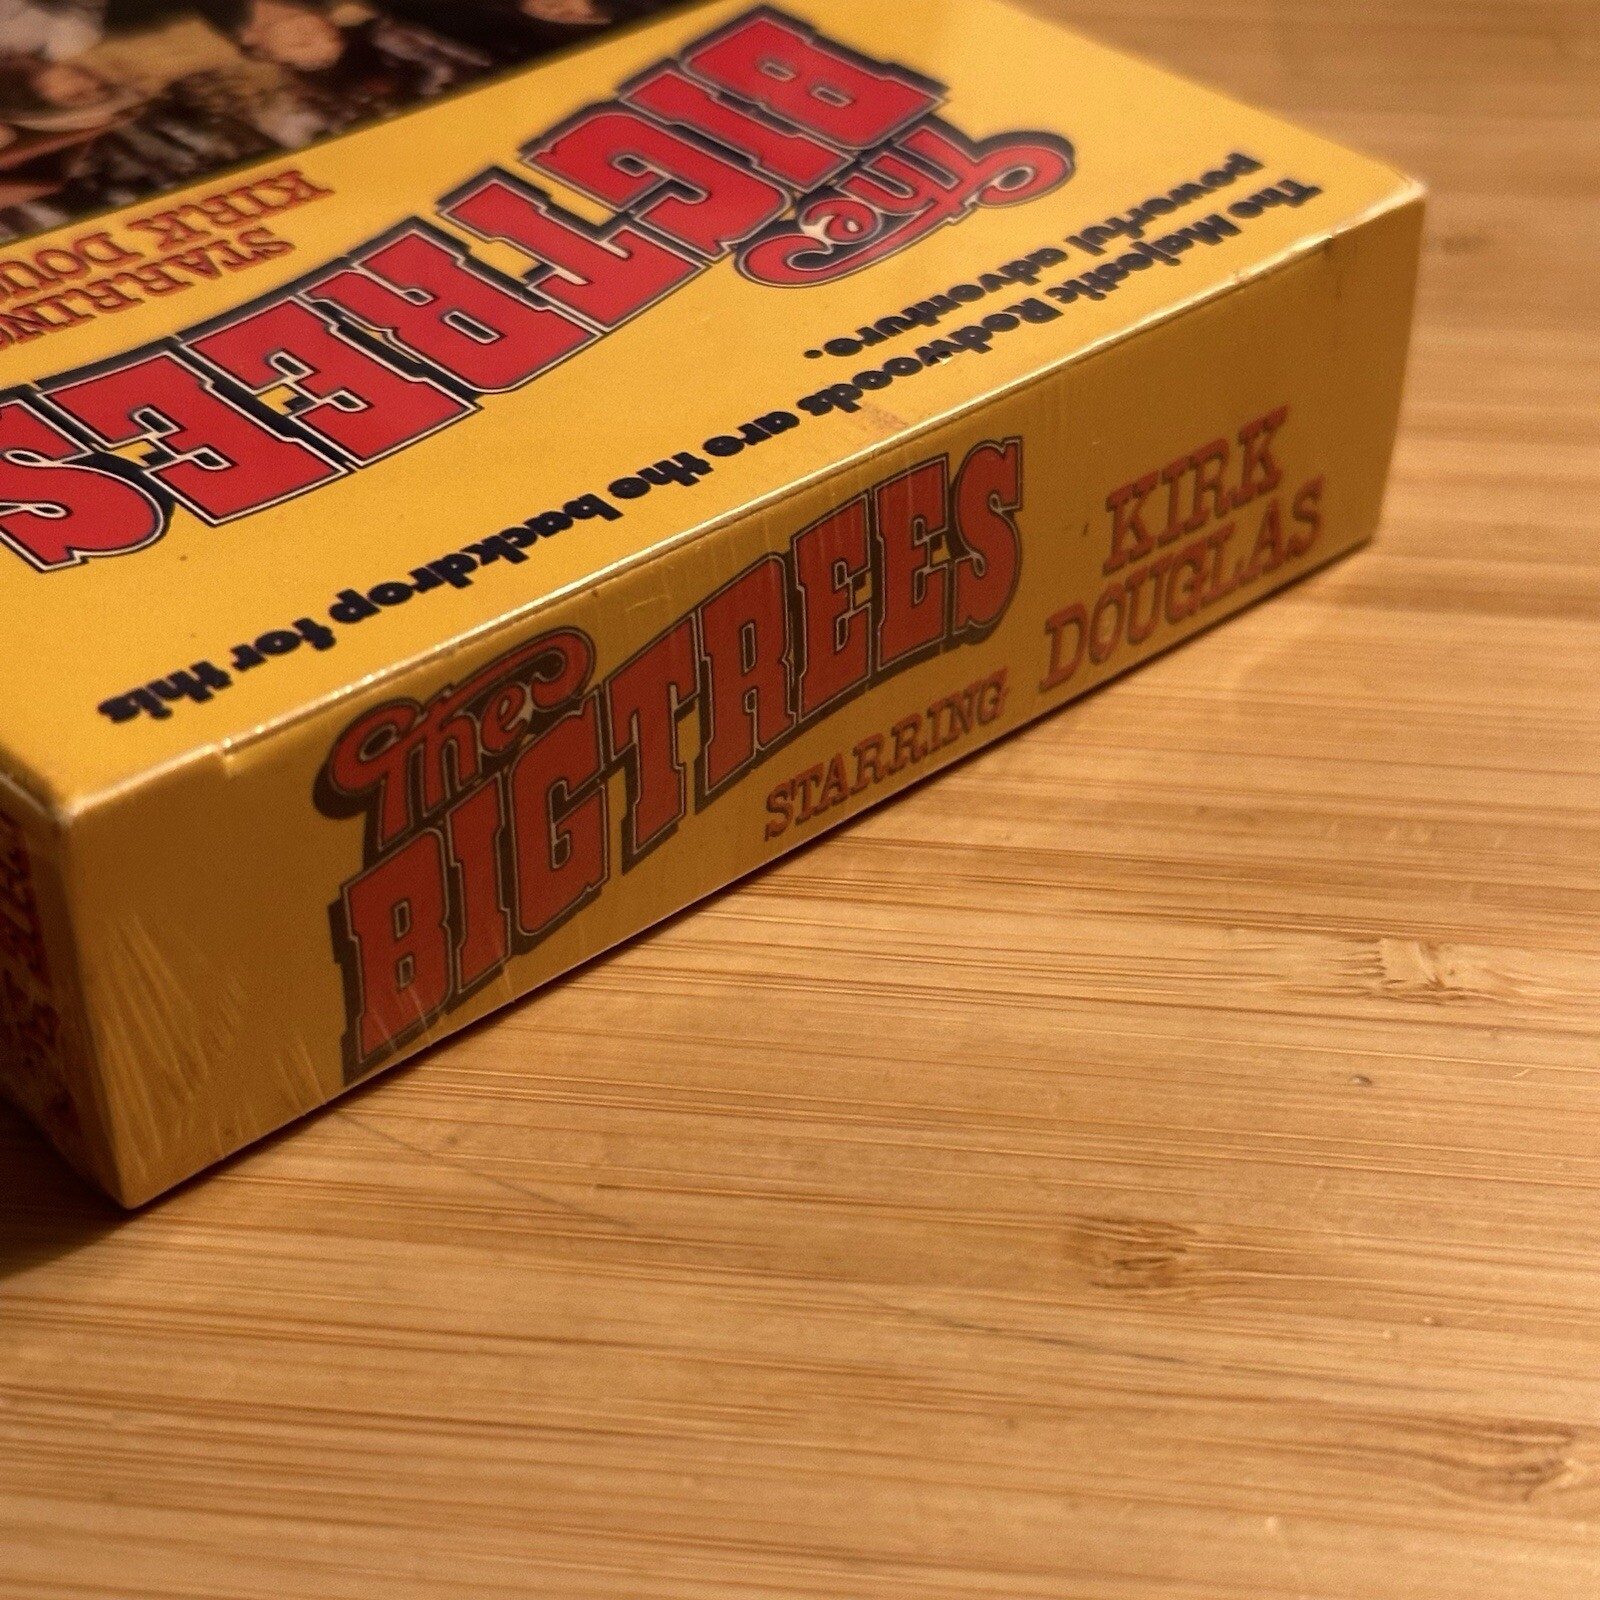 The Majestic Redwoods are the backdrop for this
powerful adventure.
The
BIG TREES
STARRING
KIRK DOUG
The
BIG TREES
STARRING
KIRK
DOUGLAS